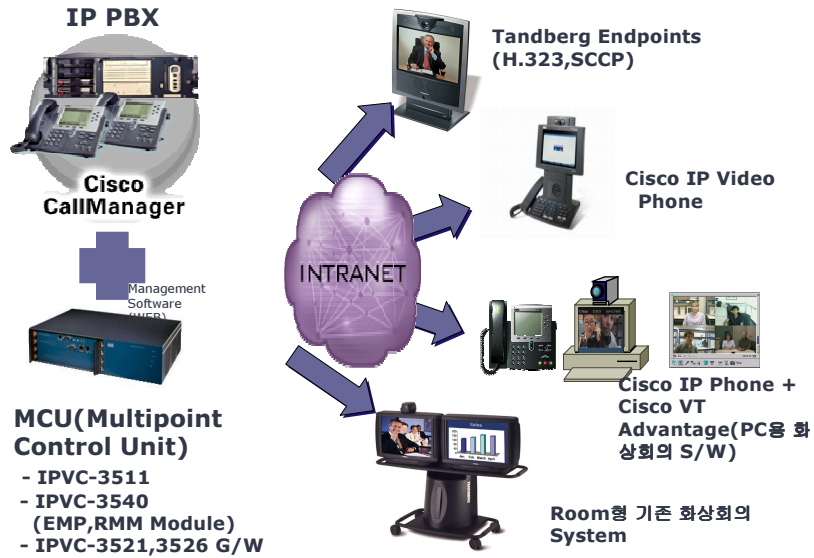 IP PBX
Cisco
CallManager
Management
Software
(WEB)
MCU(Multipoint
Control Unit)
- IPVC-3511
- IPVC-3540
(EMP,RMM Module)
- IPVC-3521,3526 G/W
INTRANET
Tandberg Endpoints
(H.323,SCCP)
Cisco IP Video
Phone
Cisco IP Phone +
Cisco VT
Advantage(PC용 화
상회의 S/W)
Sales
Room형 기존 화상회의
System